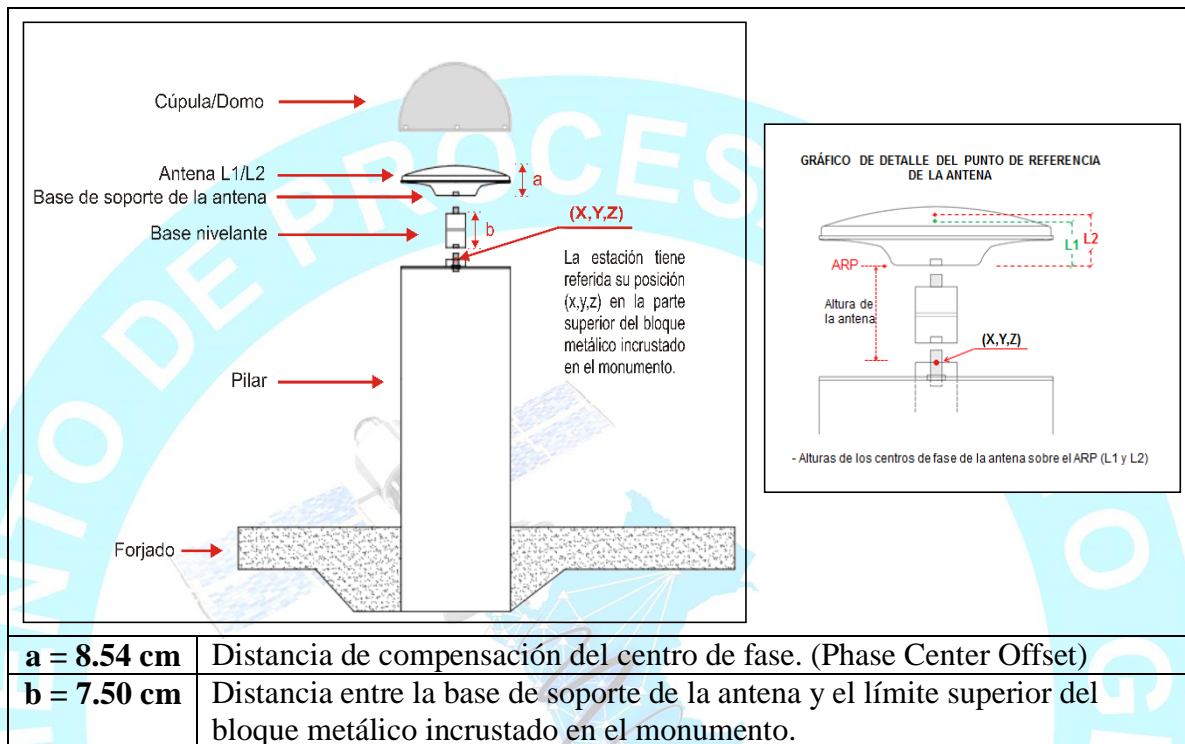 Cúpula/Domo
Antena L1/L2
Base de soporte de la antena
Base nivelante
Pilar
Forjado
a
b
(X,Y,Z)
La estación tiene
referida su posición
(x,y,z) en la parte
superior del bloque
metálico incrustado
en el monumento.
GRÁFICO DE DETALLE DEL PUNTO DE REFERENCIA
DE LA ANTENA
L1
L2
ARP
Altura de
la antena
(X,Y,Z)
- Alturas de los centros de fase de la antena sobre el ARP (L1 y L2)
a = 8.54 cm Distancia de compensación del centro de fase. (Phase Center Offset)
b = 7.50 cm Distancia entre la base de soporte de la antena y el límite superior del
bloque metálico incrustado en el monumento.